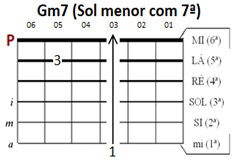 Gm7 (Sol menor com 7ª)
06 05 04 03 02 01
P MI (6ª)
3 LÁ (5ª)
RÉ (4ª)
i SOL (3ª)
m SI (2ª)
a mi (1ª)
1